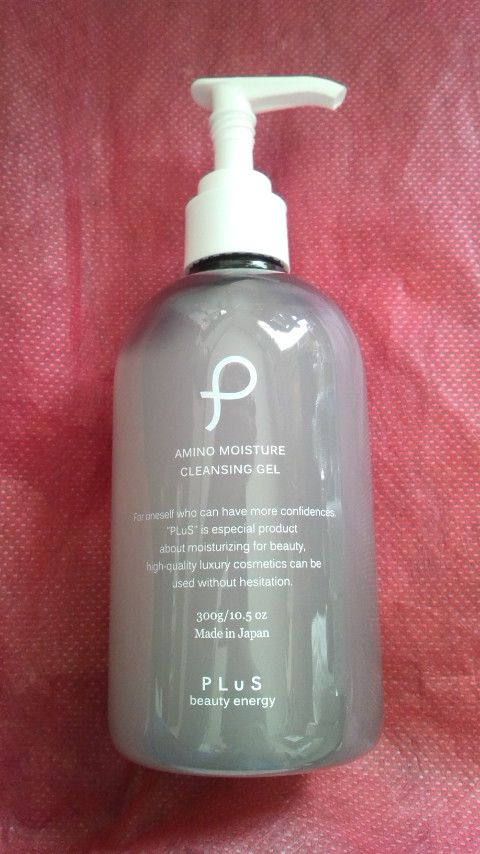 AMINO MOISTURE
CLEANSING GEL
For oneself who can have more confidences.
"PLuS" is especial product
about moisturizing for beauty,
high-quality luxury cosmetics can be
used without hesitation.
300g/10.5 oz
Made in Japan
PLuS
beauty energy